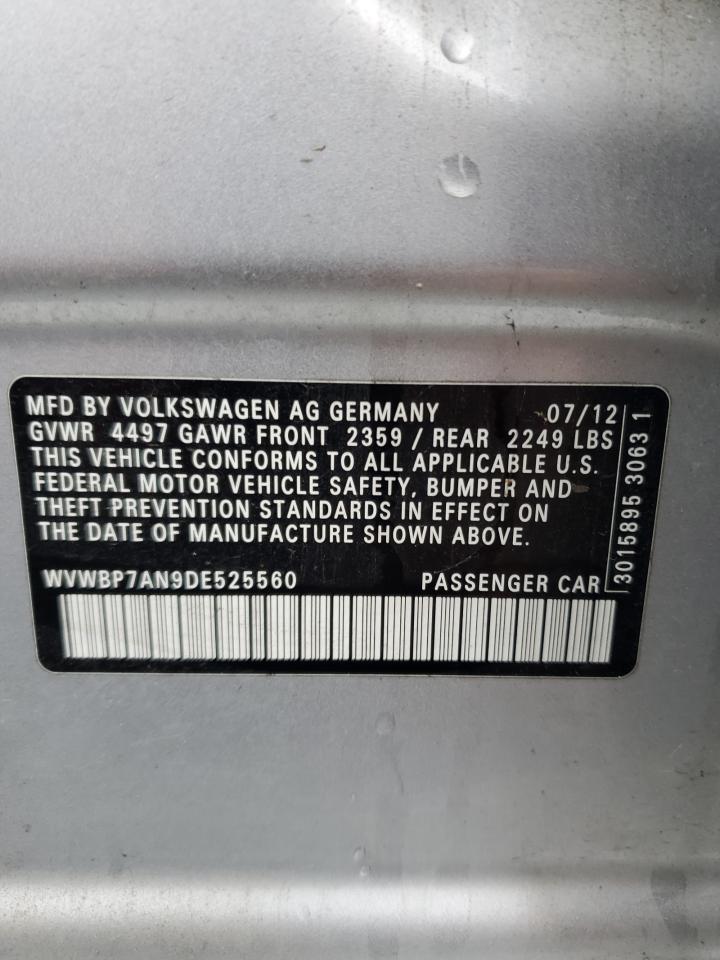 MFD BY VOLKSWAGEN AG GERMANY 07/12
GVWR 4497 GAWR FRONT 2359 / REAR 2249 LBS
THIS VEHICLE CONFORMS TO ALL APPLICABLE U.S.
FEDERAL MOTOR VEHICLE SAFETY, BUMPER AND
THEFT PREVENTION STANDARDS IN EFFECT ON
THE DATE OF MANUFACTURE SHOWN ABOVE.
WVWBP7AN9DE525560 PASSENGER CAR
3015895 3063 1